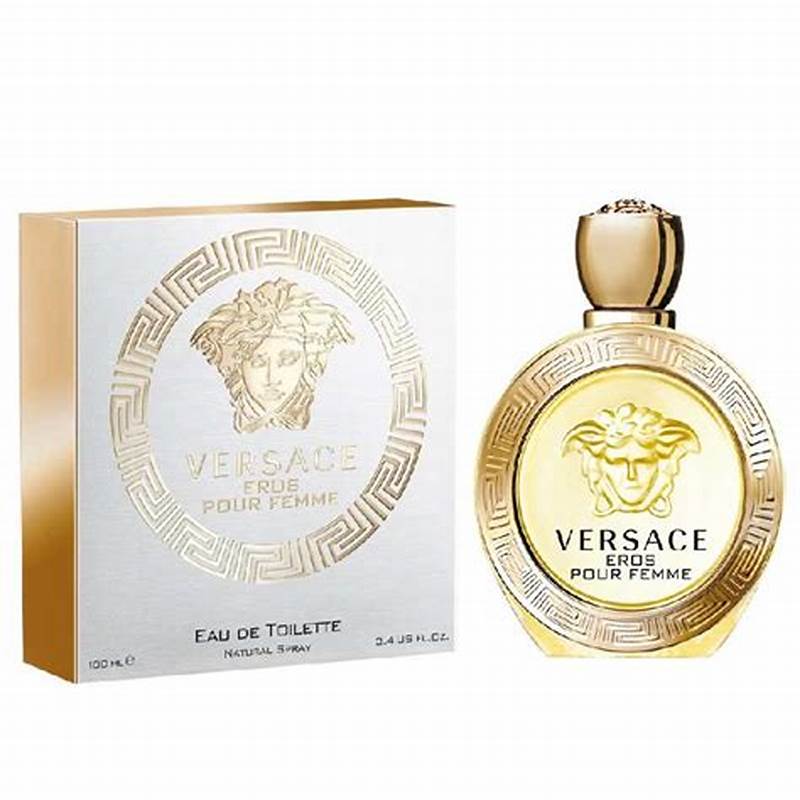 VERSACE
EROS
POUR FEMME
EAU DE TOILETTE
NATURAL SPRAY
100 ML ℮
3.4 US FL.OZ.
VERSACE
EROS
POUR FEMME